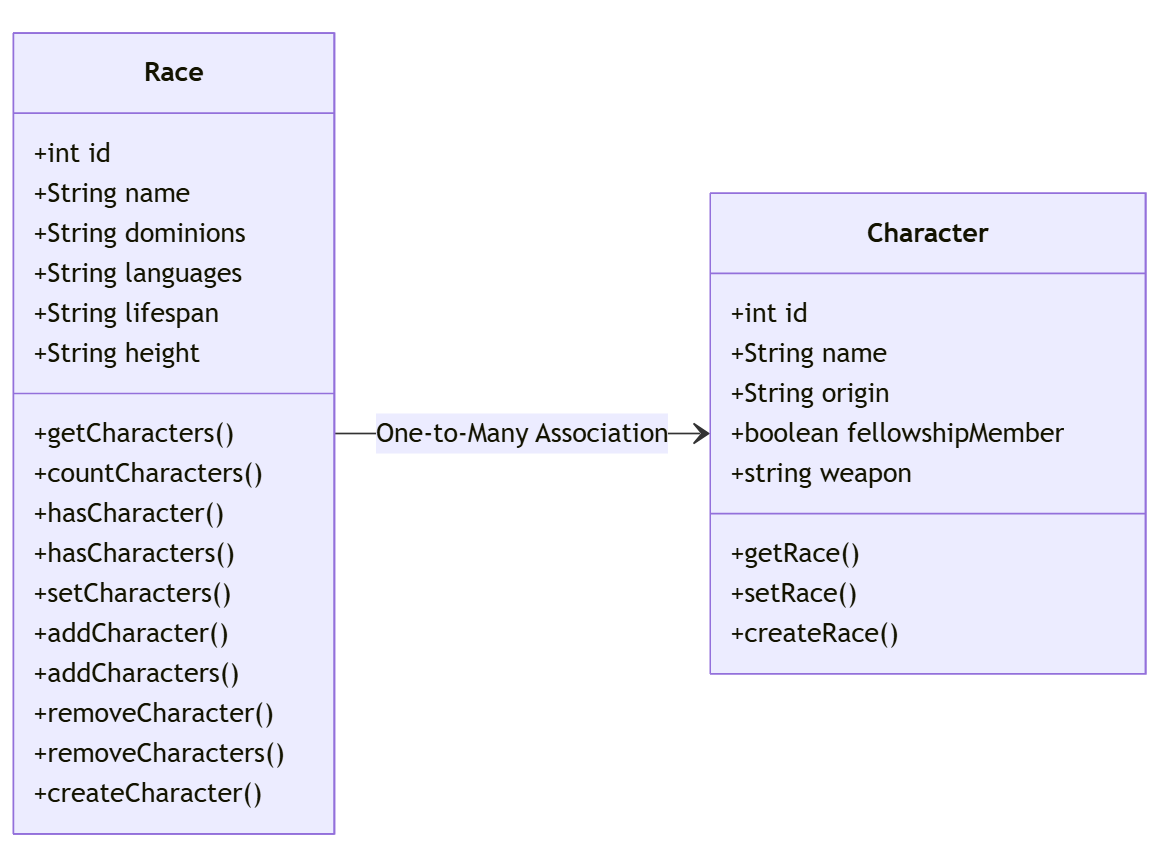 Race
+int id
+String name
+String dominions
+String languages
+String lifespan
+String height
+getCharacters()
+countCharacters()
+hasCharacter()
+hasCharacters()
+setCharacters()
+addCharacter()
+addCharacters()
+removeCharacter()
+removeCharacters()
+createCharacter()
One-to-Many Association
Character
+int id
+String name
+String origin
+boolean fellowshipMember
+string weapon
+getRace()
+setRace()
+createRace()